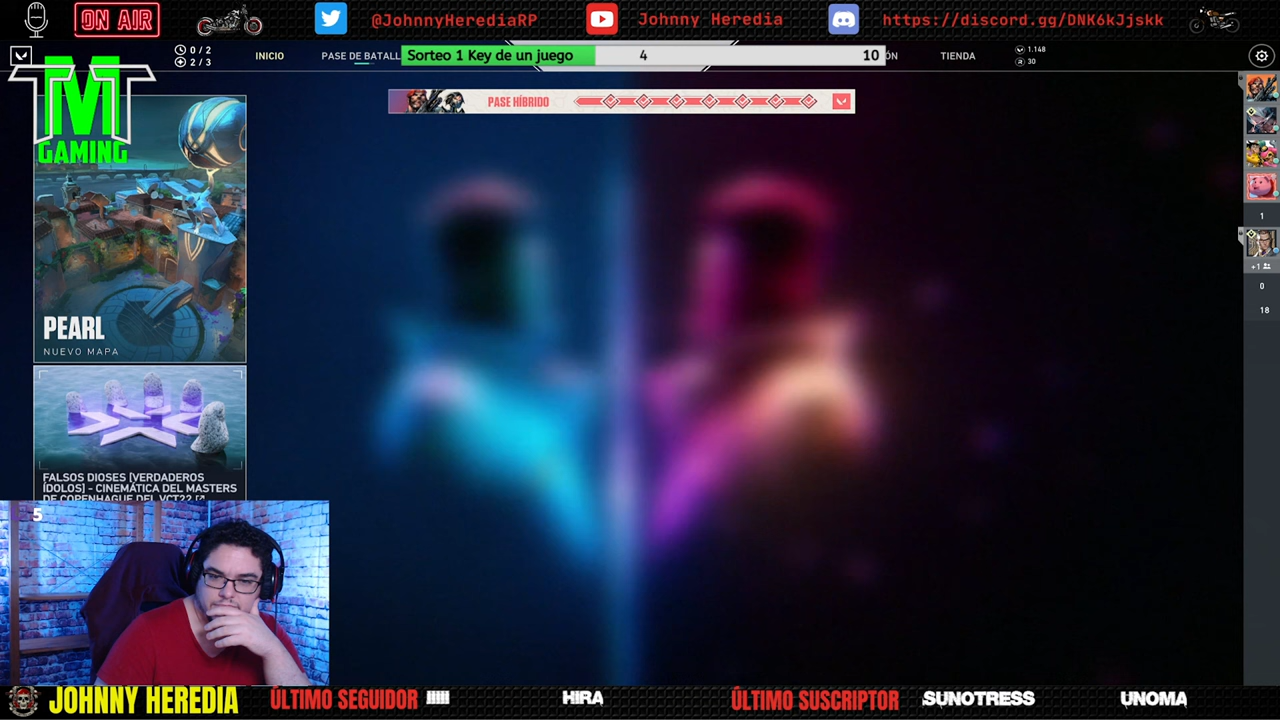 ON AIR
@JohnnyHerediaRP
Johnny Heredia
https://discord.gg/DNK6kJjskk
0 / 2
2 / 3
INICIO
PASE DE BATALL
Sorteo 1 Key de un juego
4
10
ÓN
TIENDA
1.148
30
TMT
GAMING
PASE HÍBRIDO
PEARL
NUEVO MAPA
FALSOS DIOSES [VERDADEROS
ÍDOLOS] - CINEMÁTICA DEL MASTERS
DE COPENHAGUE DEL VCT22
1
+1
0
18
5
JOHNNY HEREDIA
ÚLTIMO SEGUIDOR
HIRA
ÚLTIMO SUSCRIPTOR
SUNOTRESS
UNOMA